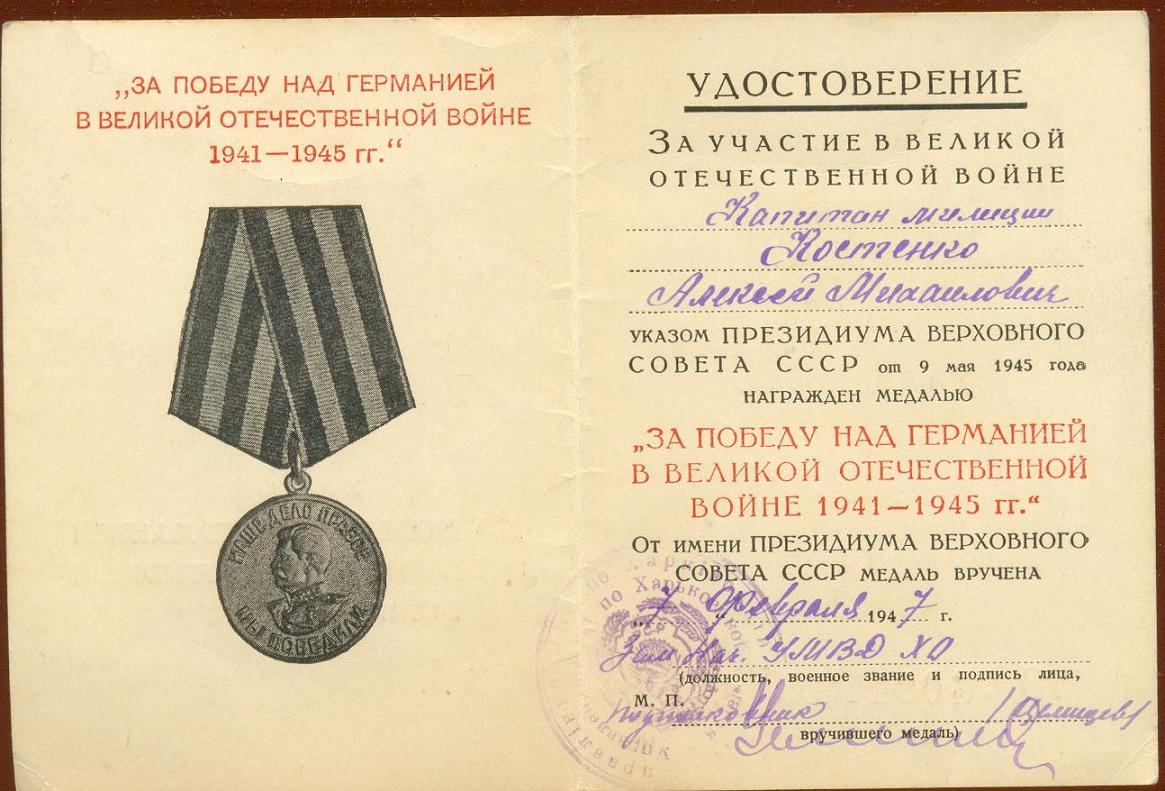 „ЗА ПОБЕДУ НАД ГЕРМАНИЕЙ
В ВЕЛИКОЙ ОТЕЧЕСТВЕННОЙ ВОЙНЕ
1941—1945 гг.“
НАШЕ ДЕЛО ПРАВОЕ
МЫ ПОБЕДИЛИ
УДОСТОВЕРЕНИЕ
ЗА УЧАСТИЕ В ВЕЛИКОЙ
ОТЕЧЕСТВЕННОЙ ВОЙНЕ
Капитан милиции
Костенко
Алексей Михайлович
УКАЗОМ ПРЕЗИДИУМА ВЕРХОВНОГО
СОВЕТА СССР от 9 мая 1945 года
НАГРАЖДЕН МЕДАЛЬЮ
„ЗА ПОБЕДУ НАД ГЕРМАНИЕЙ
В ВЕЛИКОЙ ОТЕЧЕСТВЕННОЙ
ВОЙНЕ 1941—1945 гг.“
ОТ ИМЕНИ ПРЕЗИДИУМА ВЕРХОВНОГО
СОВЕТА СССР МЕДАЛЬ ВРУЧЕНА
„7“ Февраля 1947 г.
Зам Нач. УМВД ХО
(должность, военное звание и подпись лица,
М. П.
подполковник
вручившего медаль)